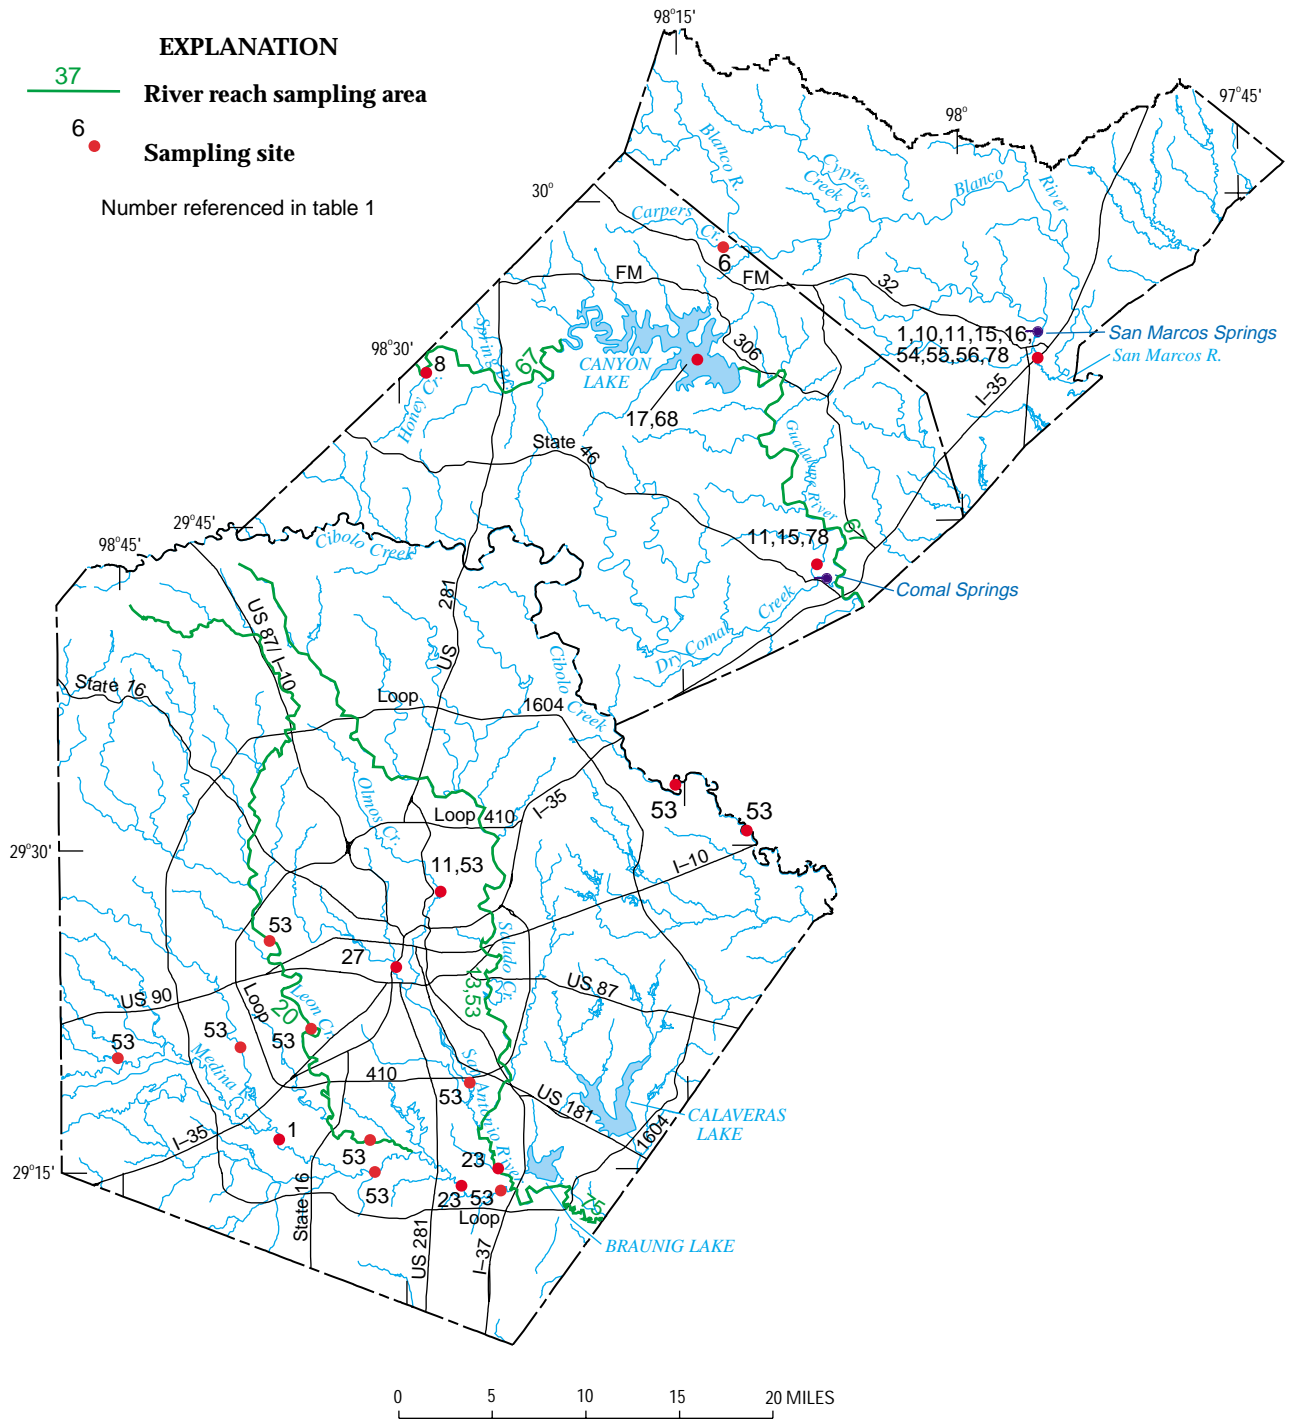 98°15'
EXPLANATION
37
River reach sampling area
6
Sampling site
Number referenced in table 1
97°45'
98°
30°
Blanco R.
Cypress
Creek
Blanco
River
Carpers
Cr.
6
FM
FM
32
1,10,11,15,16,
54,55,56,78
San Marcos Springs
San Marcos R.
98°30'
8
Honey Cr.
67
CANYON
LAKE
306
17,68
I–35
State 46
Guadalupe River
67
11,15,78
Comal Springs
29°45'
98°45'
Cibolo Creek
281
US
US 87/ I–10
Dry Comal Creek
Cibolo
Creek
State 16
Loop
1604
Olmos Cr.
Loop 410
I–35
53
53
29°30'
I–10
11,53
53
27
Salado Cr.
13,53
US 90
Loop
20
Leon Cr.
US 87
53
53
53
Medina R.
410
San Antonio River
53
US 181
CALAVERAS
LAKE
1604
I–35
1
29°15'
53
53
23
23
53
75
State 16
Loop
US 281
I–37
BRAUNIG LAKE
0
5
10
15
20 MILES